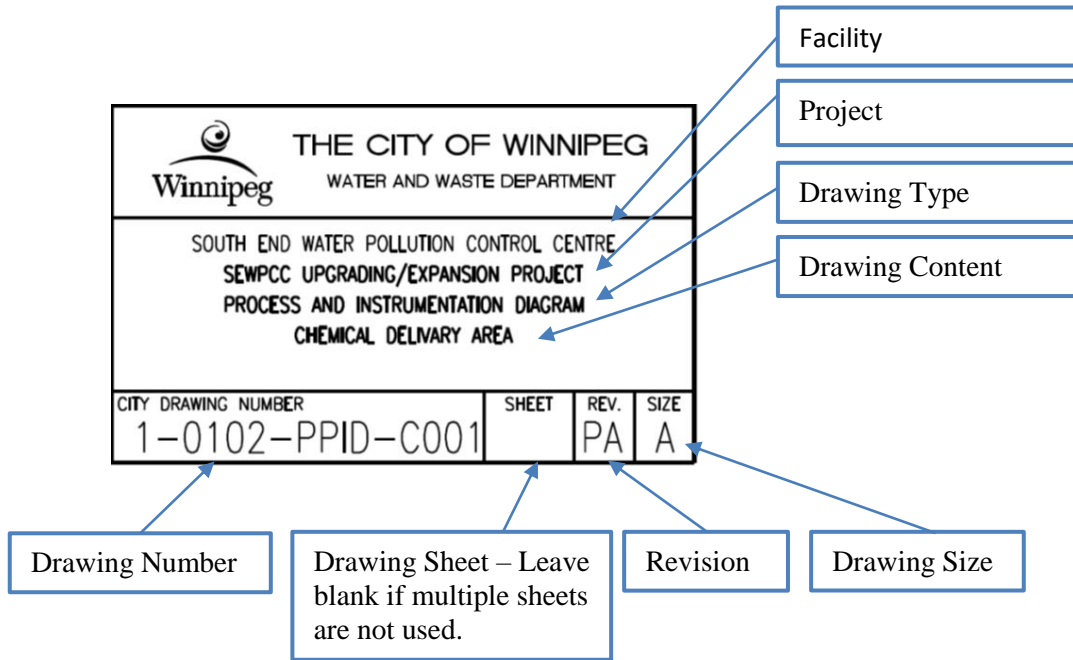 Facility
Project
Drawing Type
Drawing Content
Winnipeg
THE CITY OF WINNIPEG
WATER AND WASTE DEPARTMENT
SOUTH END WATER POLLUTION CONTROL CENTRE
SEWPCC UPGRADING/EXPANSION PROJECT
PROCESS AND INSTRUMENTATION DIAGRAM
CHEMICAL DELIVARY AREA
CITY DRAWING NUMBER
1-0102-PPID-C001
SHEET
REV.
PA
SIZE
A
Drawing Number
Drawing Sheet – Leave
blank if multiple sheets
are not used.
Revision
Drawing Size